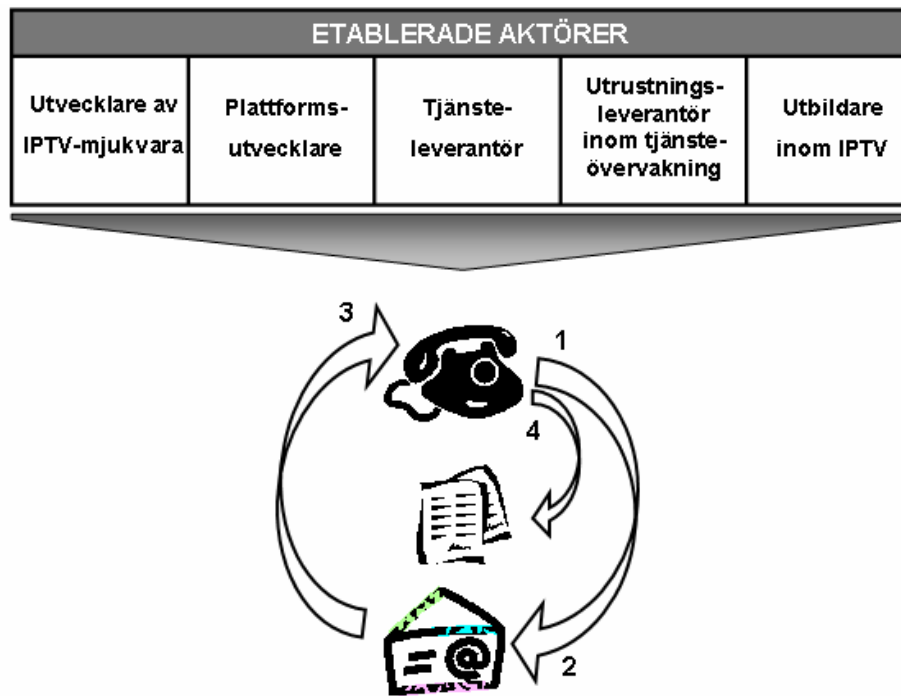 ETABLERADE AKTÖRER
Utvecklare av
IPTV-mjukvara
Plattforms-
utvecklare
Tjänste-
leverantör
Utrustnings-
leverantör
inom tjänste-
övervakning
Utbildare
inom IPTV
3
1
4
@
2